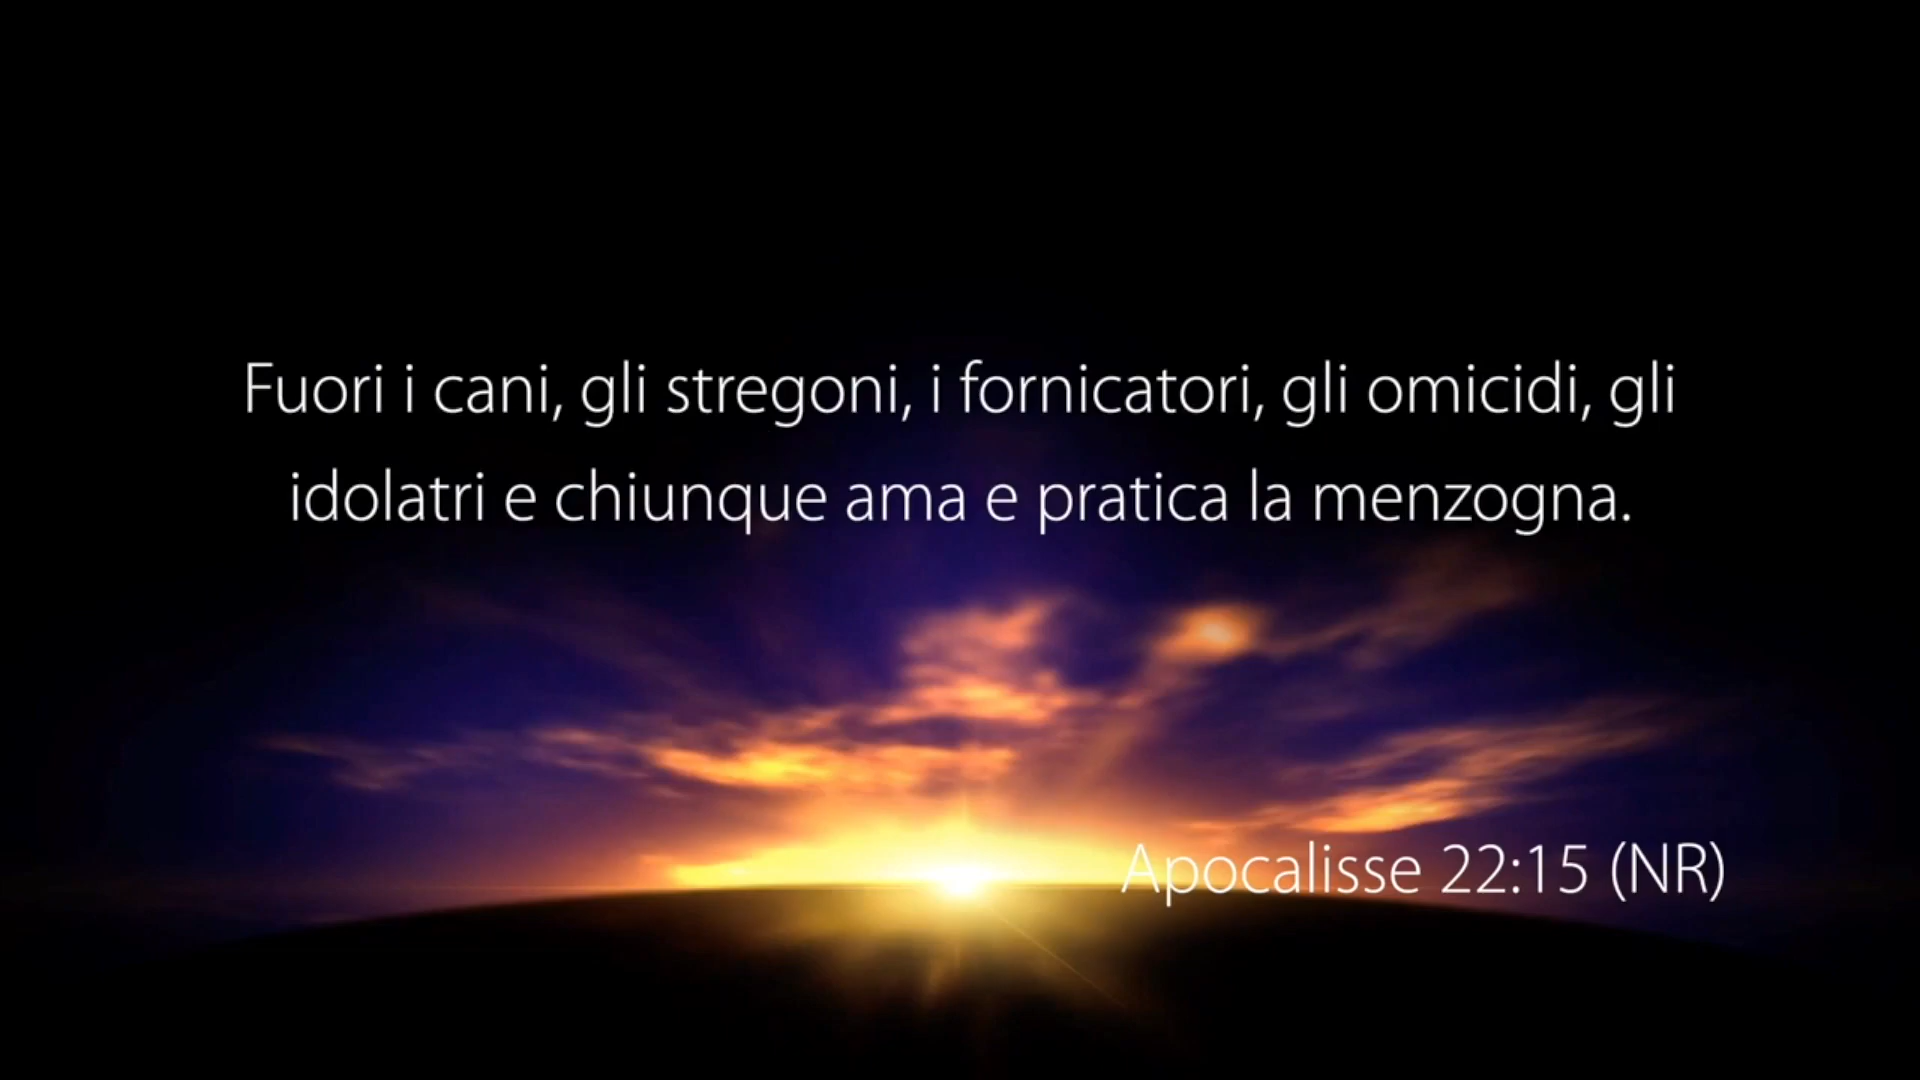 Fuori i cani, gli stregoni, i fornicatori, gli omicidi, gli
idolatri e chiunque ama e pratica la menzogna.
Apocalisse 22:15 (NR)